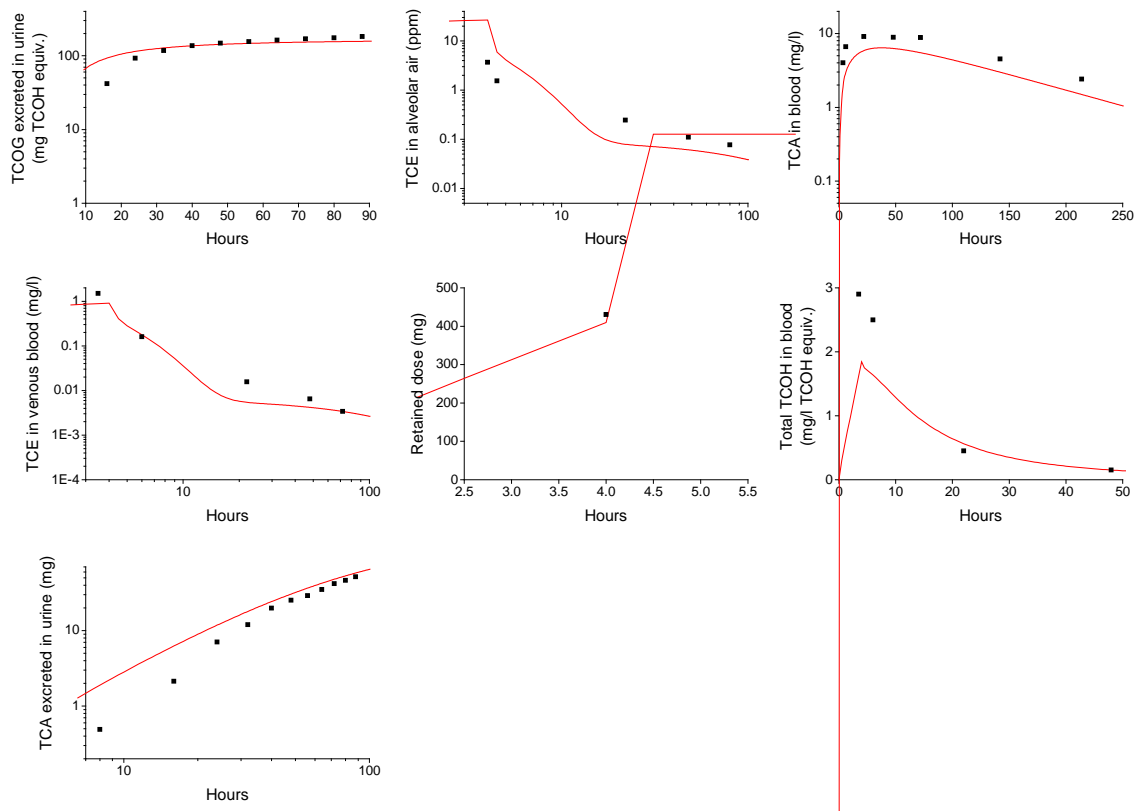 TCOG excreted in urine
(mg TCOH equiv.)
100
10
1
10 20 30 40 50 60 70 80 90
Hours
TCE in alveolar air (ppm)
10
1
0.1
0.01
10 100
Hours
TCA in blood (mg/l)
10
1
0.1
0 50 100 150 200 250
Hours
TCE in venous blood (mg/l)
1
0.1
0.01
1E-3
1E-4
10 100
Hours
Retained dose (mg)
500
400
300
200
100
0
2.5 3.0 3.5 4.0 4.5 5.0 5.5
Hours
Total TCOH in blood
(mg/l TCOH equiv.)
3
2
1
0
0 10 20 30 40 50
Hours
TCA excreted in urine (mg)
10
1
10 100
Hours